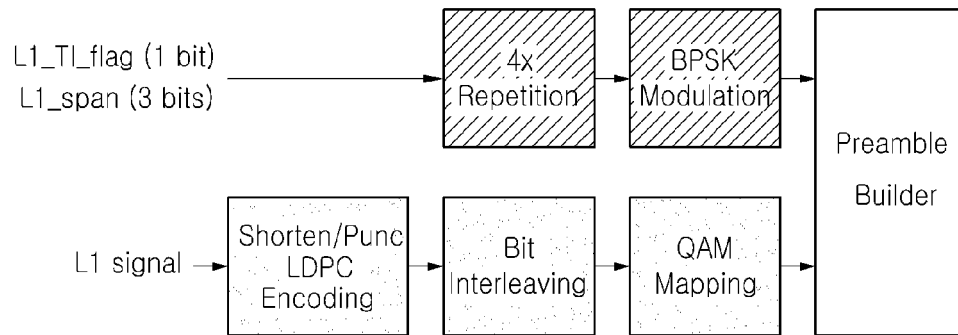 L1_TI_flag (1 bit)
L1_span (3 bits)
4x
Repetition
BPSK
Modulation
Preamble
Builder
L1 signal
Shorten/Punc
LDPC
Encoding
Bit
Interleaving
QAM
Mapping